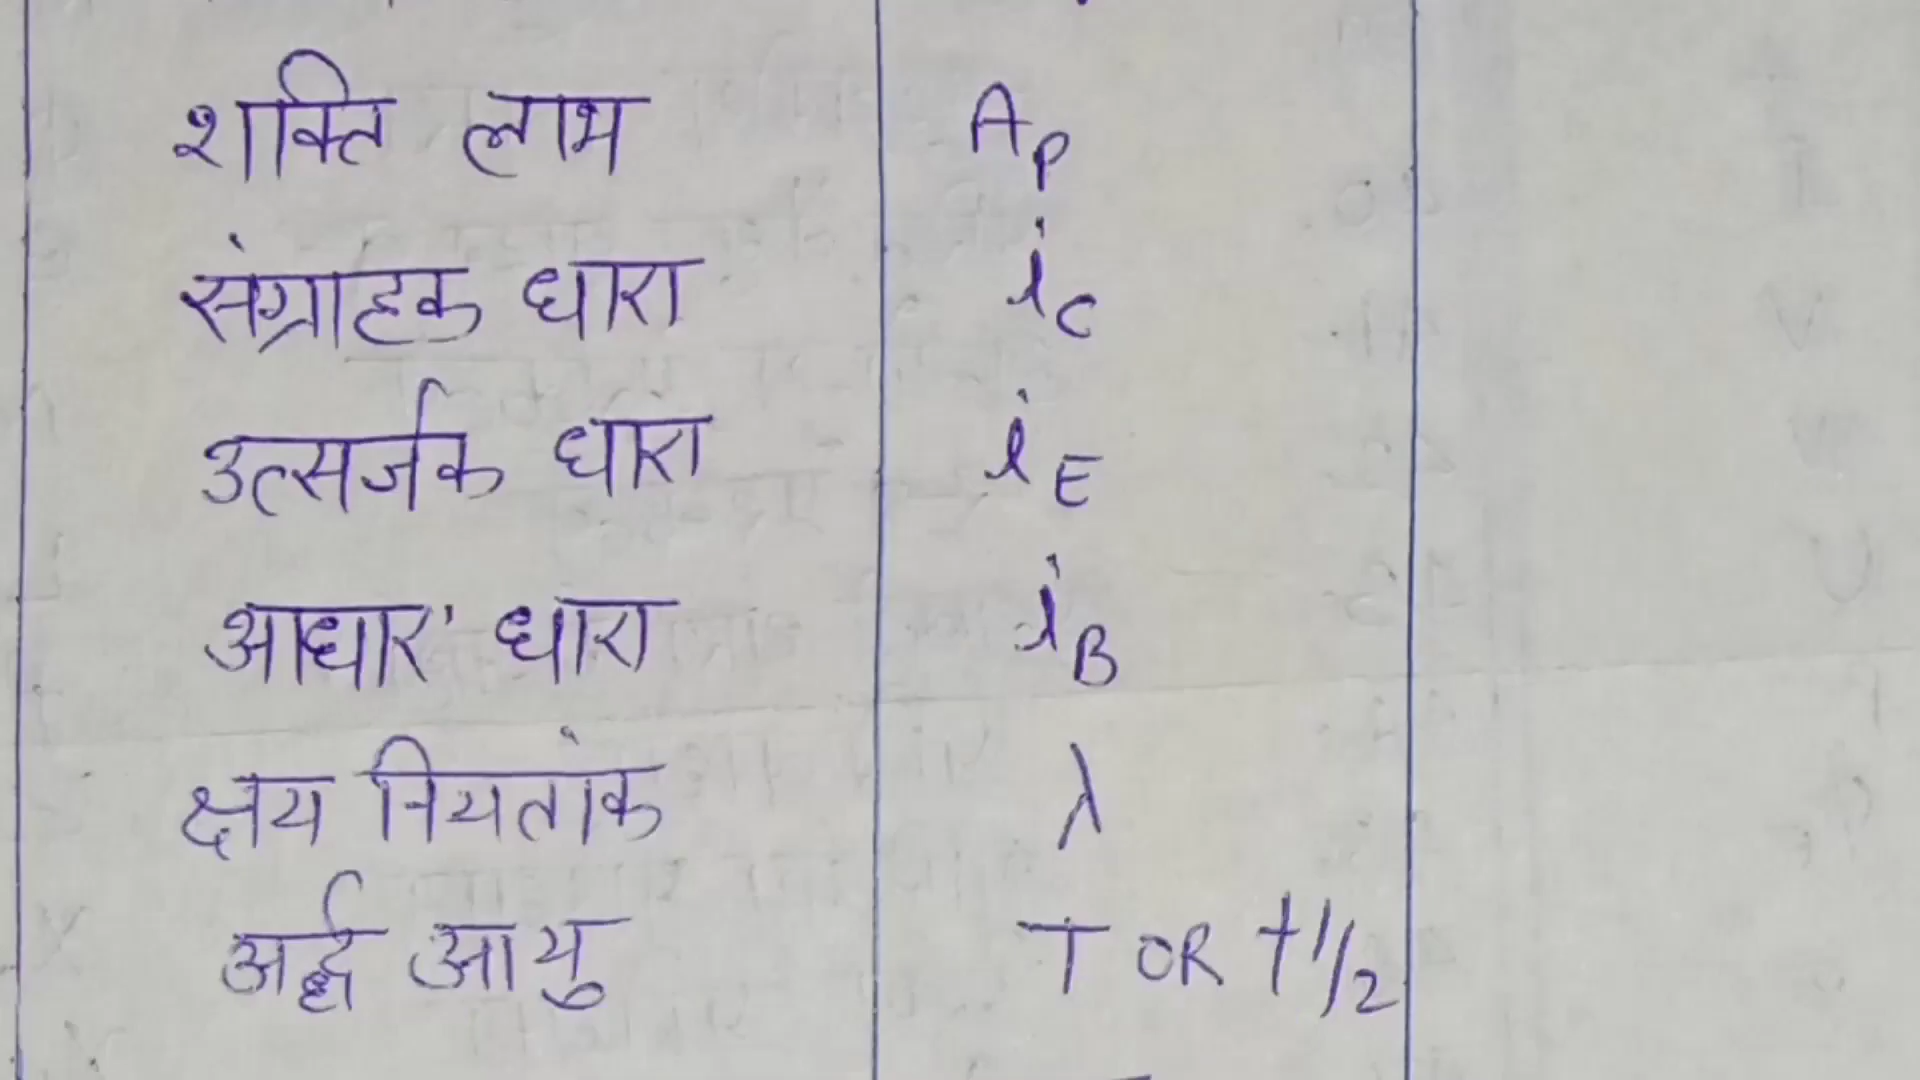 शक्ति लाभ Ap
संग्राहक धारा iC
उत्सर्जक धारा iE
आधार धारा iB
क्षय नियतांक λ
अर्द्ध आयु T OR t1/2